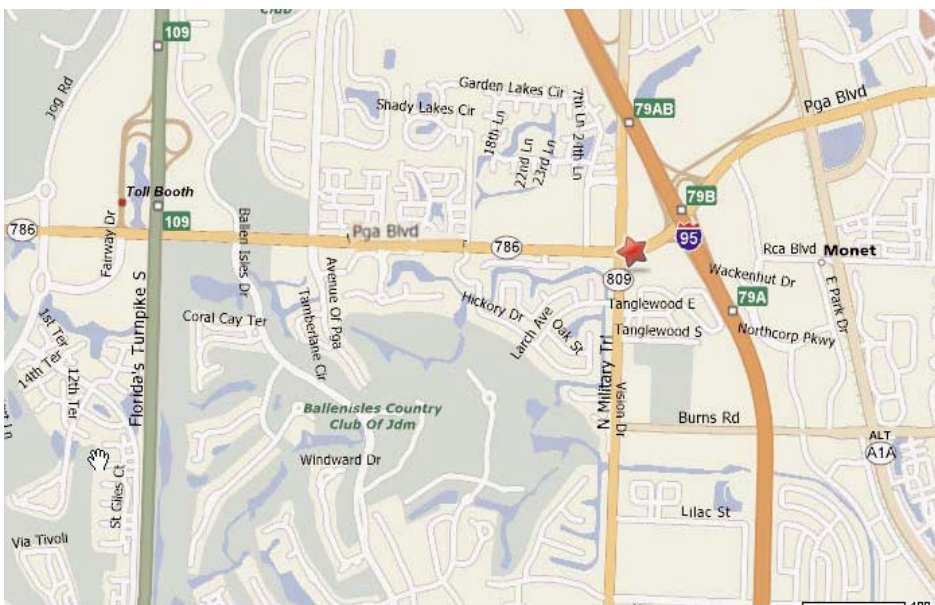 Club
109
79AB
Jog Rd
Garden Lakes Cir
Shady Lakes Cir
7th Ln
24th Ln
18th Ln
22nd Ln
23rd Ln
Pga Blvd
Toll Booth
79B
109
786
Fairway Dr
Ballen Isles Dr
Pga Blvd
786
95
Rca Blvd
Monet
809
Wackenhut Dr
Avenue Of Pga
Tamberlane Cir
Hickory Dr
Tanglewood E
79A
E Park Dr
Florida's Turnpike S
Coral Cay Ter
Larch Ave
Oak St
Tanglewood S
Northcorp Pkwy
1st Ter
14th Ter
12th Ter
N Military Trl
Vision Dr
Ballenisles Country
Club Of Jdm
Burns Rd
ALT
A1A
Windward Dr
St Giles Ct
Lilac St
Via Tivoli